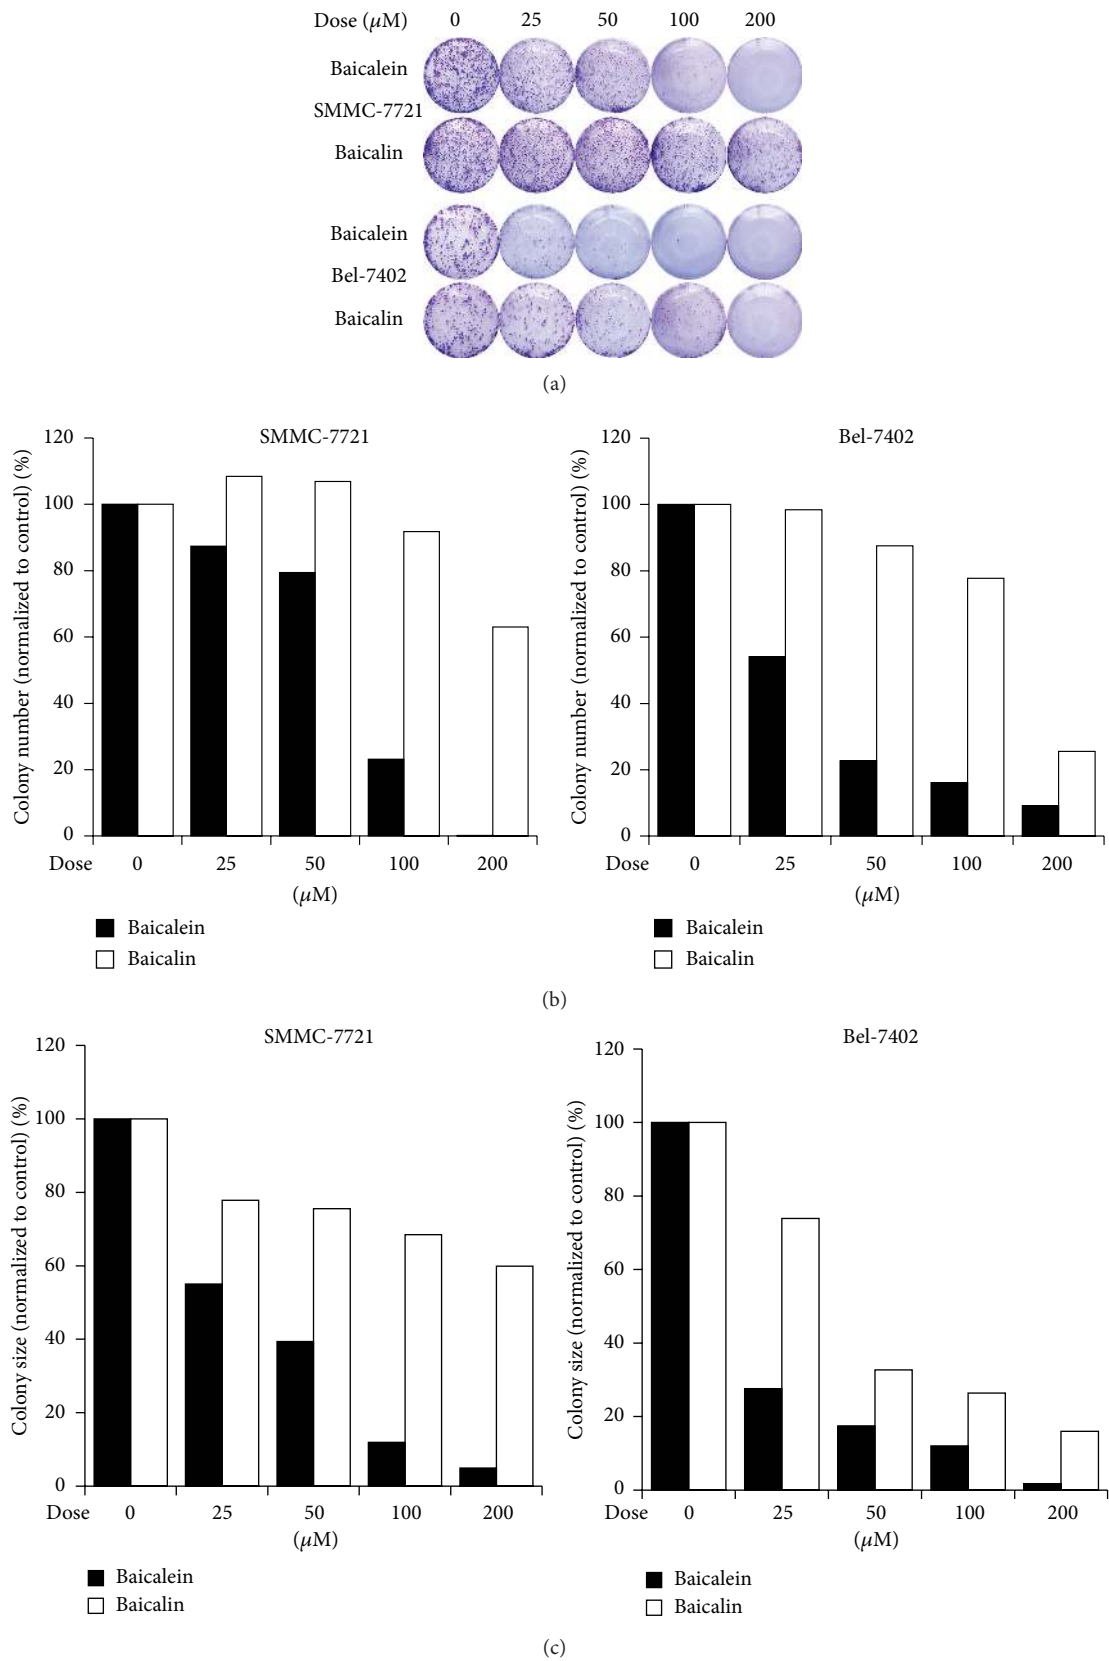 Dose (μM) 0 25 50 100 200
Baicalein
SMMC-7721
Baicalin
Baicalein
Bel-7402
Baicalin
(a)
SMMC-7721
Colony number (normalized to control) (%)
120
100
80
60
40
20
0
Dose 0 25 50 100 200
(μM)
Baicalein
Baicalin
Bel-7402
Colony number (normalized to control) (%)
120
100
80
60
40
20
0
Dose 0 25 50 100 200
(μM)
Baicalein
Baicalin
(b)
SMMC-7721
Colony size (normalized to control) (%)
120
100
80
60
40
20
0
Dose 0 25 50 100 200
(μM)
Baicalein
Baicalin
Bel-7402
Colony size (normalized to control) (%)
120
100
80
60
40
20
0
Dose 0 25 50 100 200
(μM)
Baicalein
Baicalin
(c)